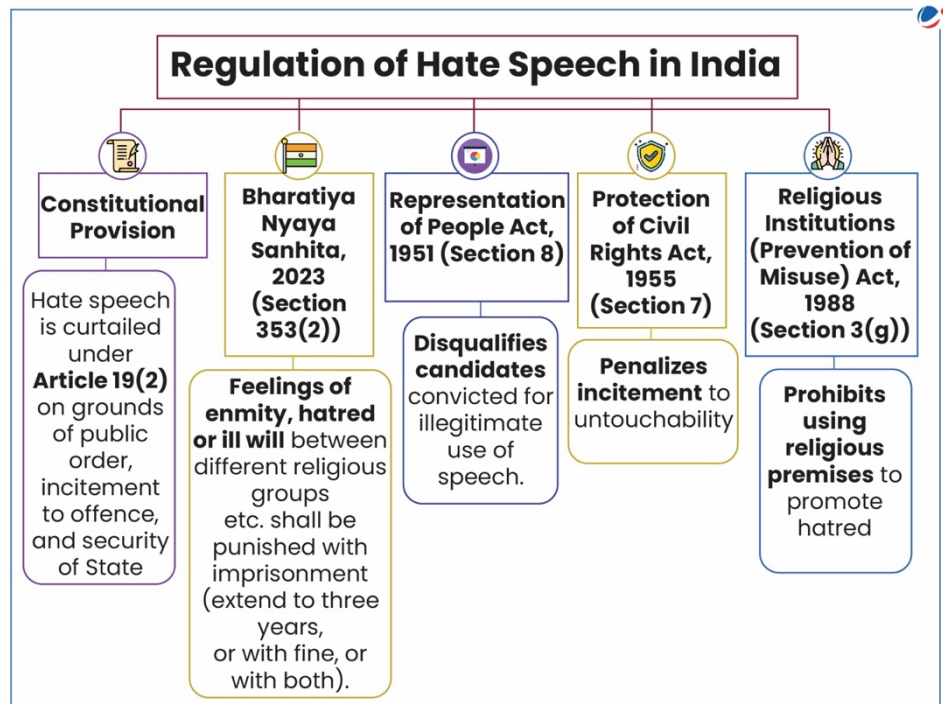 Regulation of Hate Speech in India
Constitutional
Provision
Hate speech
is curtailed
under
Article 19(2)
on grounds
of public
order,
incitement
to offence,
and security
of State
Bharatiya
Nyaya
Sanhita,
2023
(Section
353(2))
Feelings of
enmity, hatred
or ill will between
different religious
groups
etc. shall be
punished with
imprisonment
(extend to three
years,
or with fine, or
with both).
Representation
of People Act,
1951 (Section 8)
Disqualifies
candidates
convicted for
illegitimate
use of
speech.
Protection
of Civil
Rights Act,
1955
(Section 7)
Penalizes
incitement to
untouchability
Religious
Institutions
(Prevention of
Misuse) Act,
1988
(Section 3(g))
Prohibits
using
religious
premises to
promote
hatred